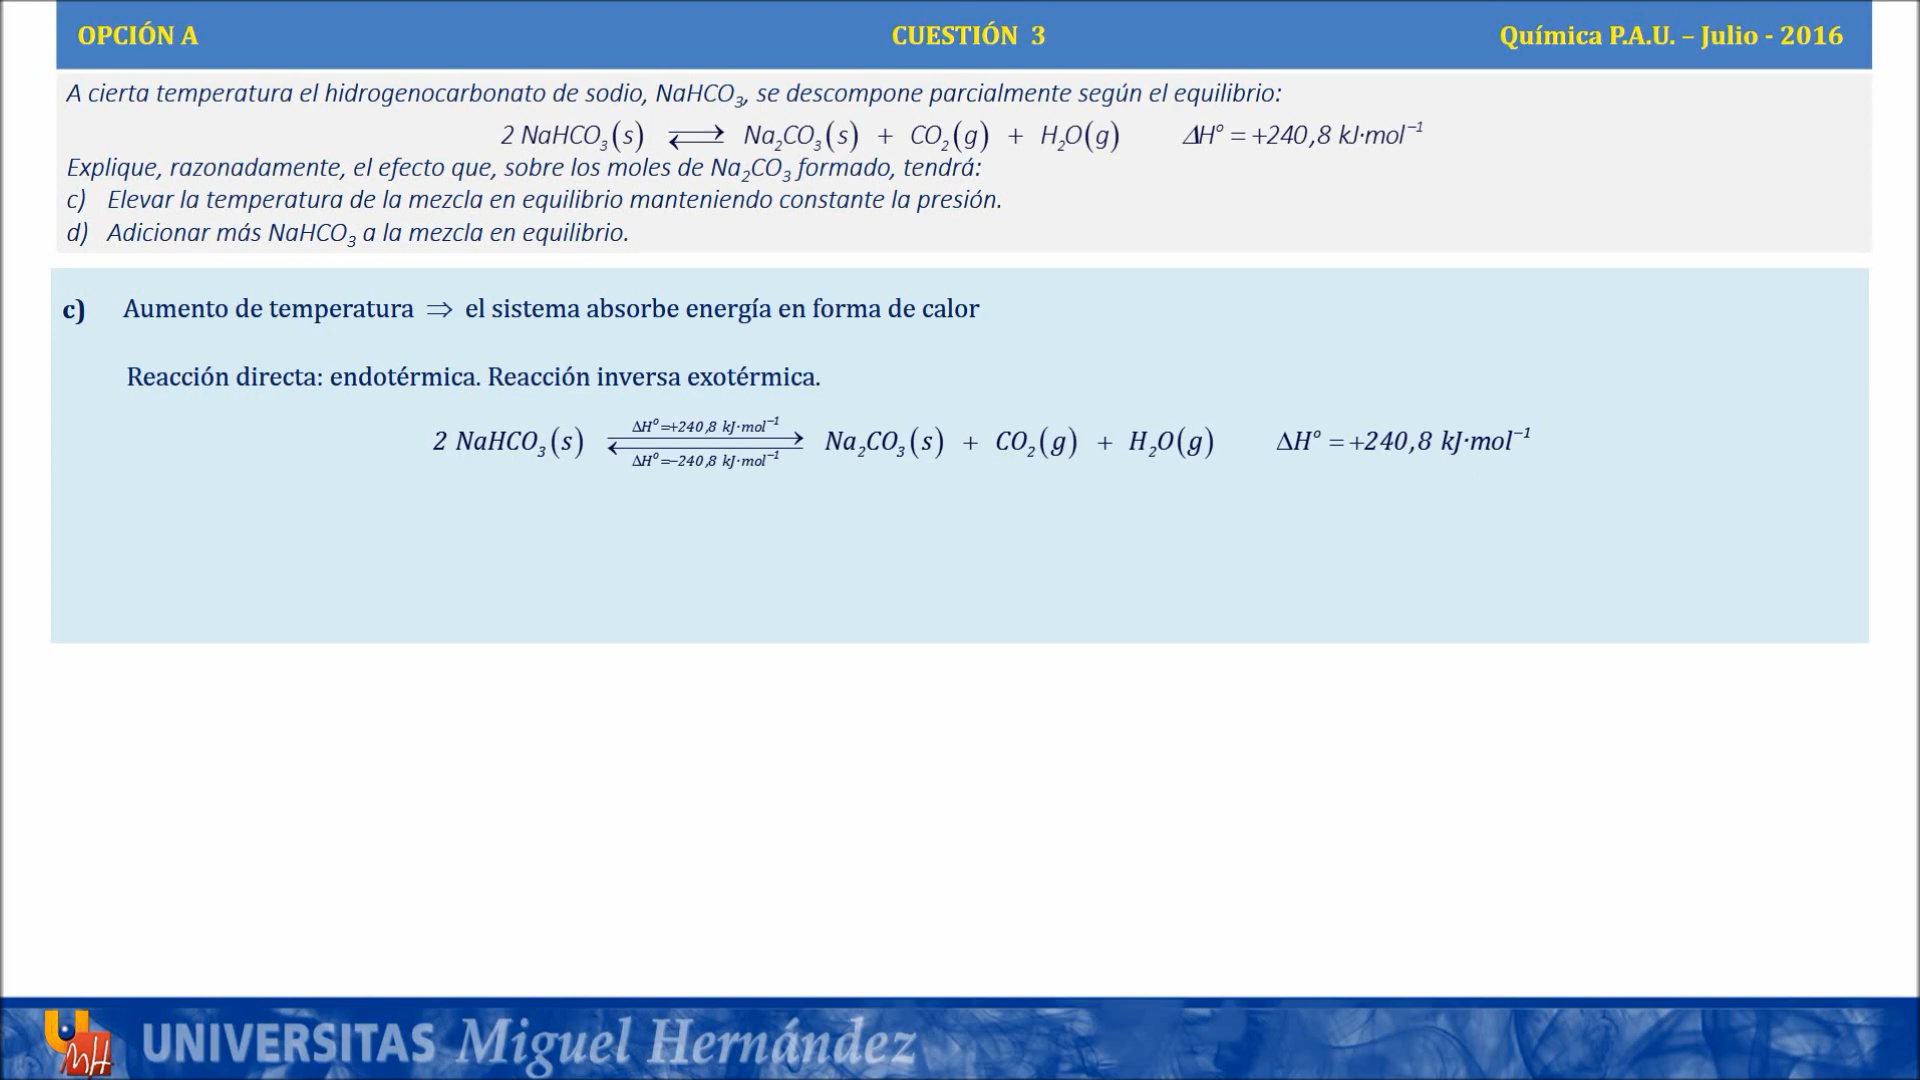 OPCIÓN A CUESTIÓN 3 Química P.A.U. – Julio - 2016
A cierta temperatura el hidrogenocarbonato de sodio, NaHCO₃, se descompone parcialmente según el equilibrio:
2 NaHCO₃(s) ⇌ Na₂CO₃(s) + CO₂(g) + H₂O(g) ΔHº = +240,8 kJ·mol⁻¹
Explique, razonadamente, el efecto que, sobre los moles de Na₂CO₃ formado, tendrá:
c) Elevar la temperatura de la mezcla en equilibrio manteniendo constante la presión.
d) Adicionar más NaHCO₃ a la mezcla en equilibrio.
c) Aumento de temperatura ⇒ el sistema absorbe energía en forma de calor
Reacción directa: endotérmica. Reacción inversa exotérmica.
ΔHº=+240,8 kJ·mol⁻¹
2 NaHCO₃(s) ⇌ Na₂CO₃(s) + CO₂(g) + H₂O(g) ΔHº = +240,8 kJ·mol⁻¹
ΔHº=−240,8 kJ·mol⁻¹
UNIVERSITAS Miguel Hernández